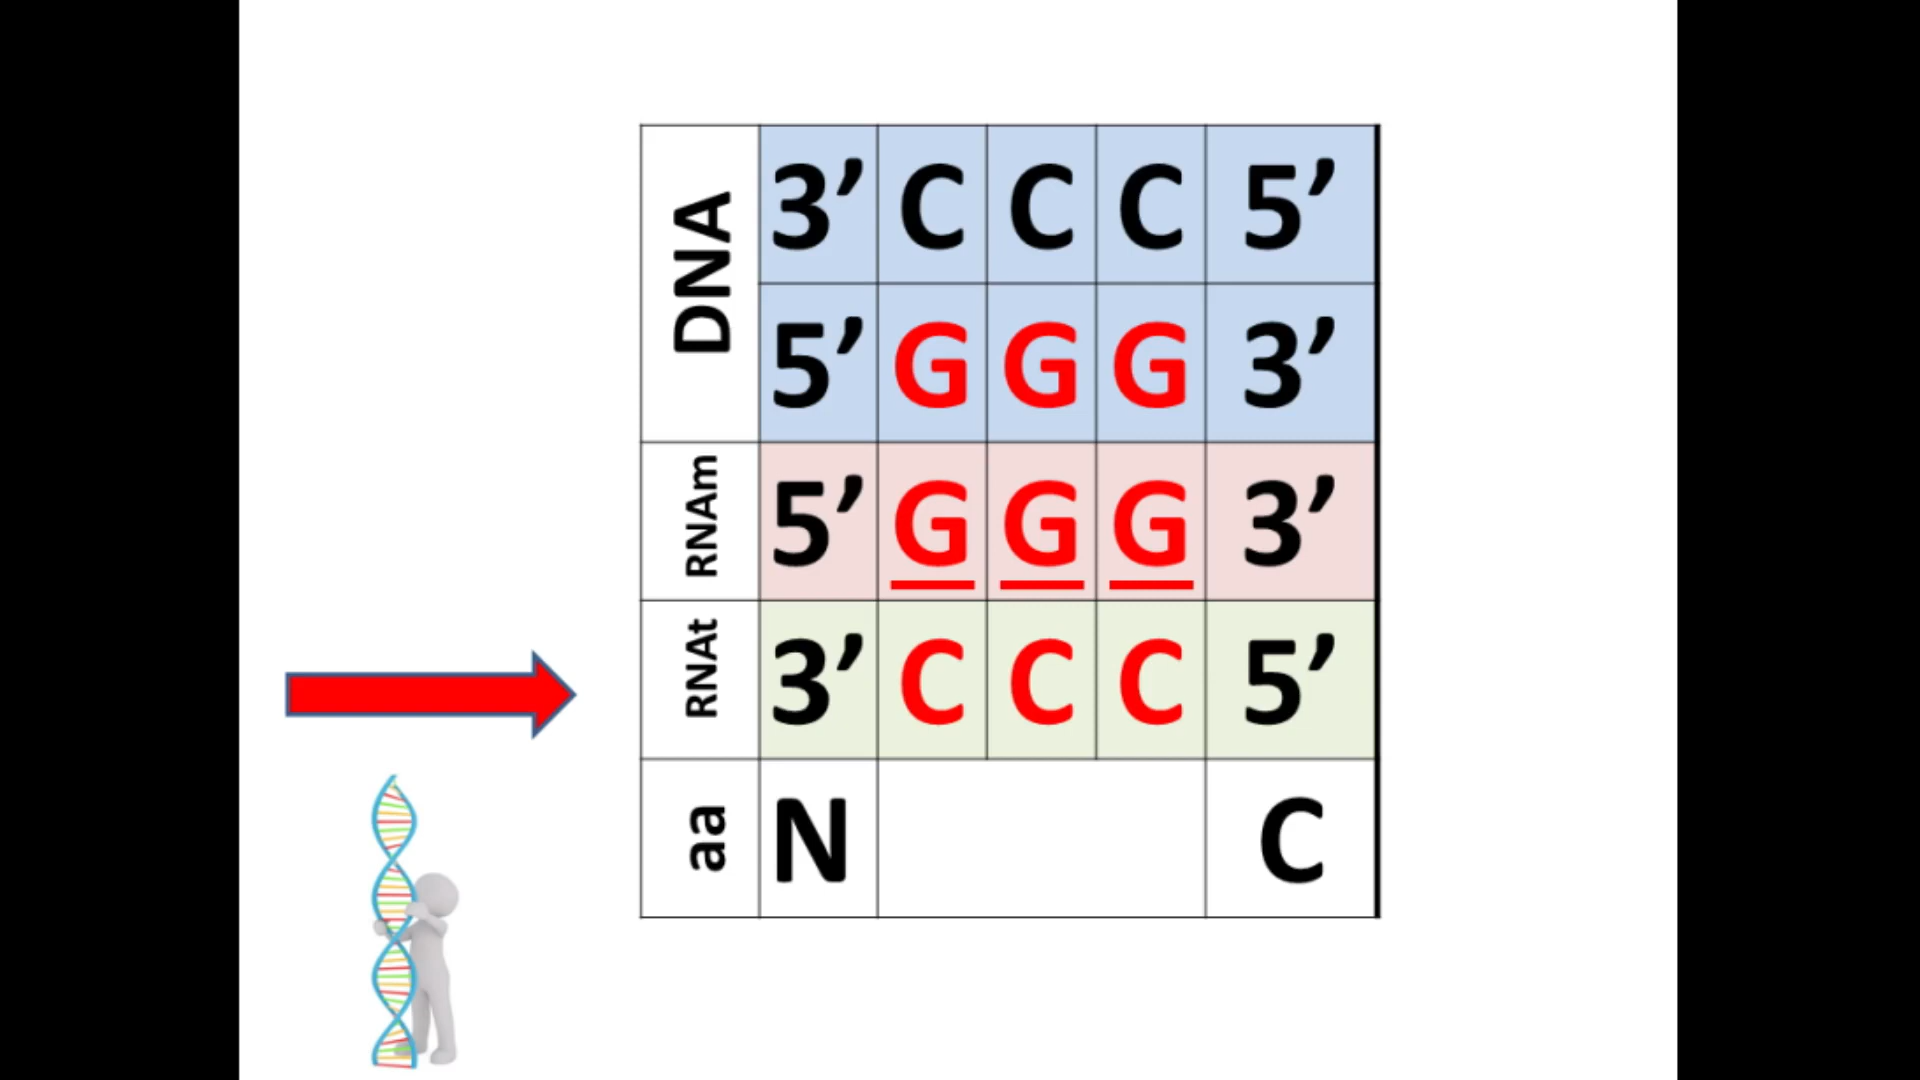 DNA
3’ C C C 5’
5’ G G G 3’
RNAm 5’ G G G 3’
RNAt 3’ C C C 5’
aa N C